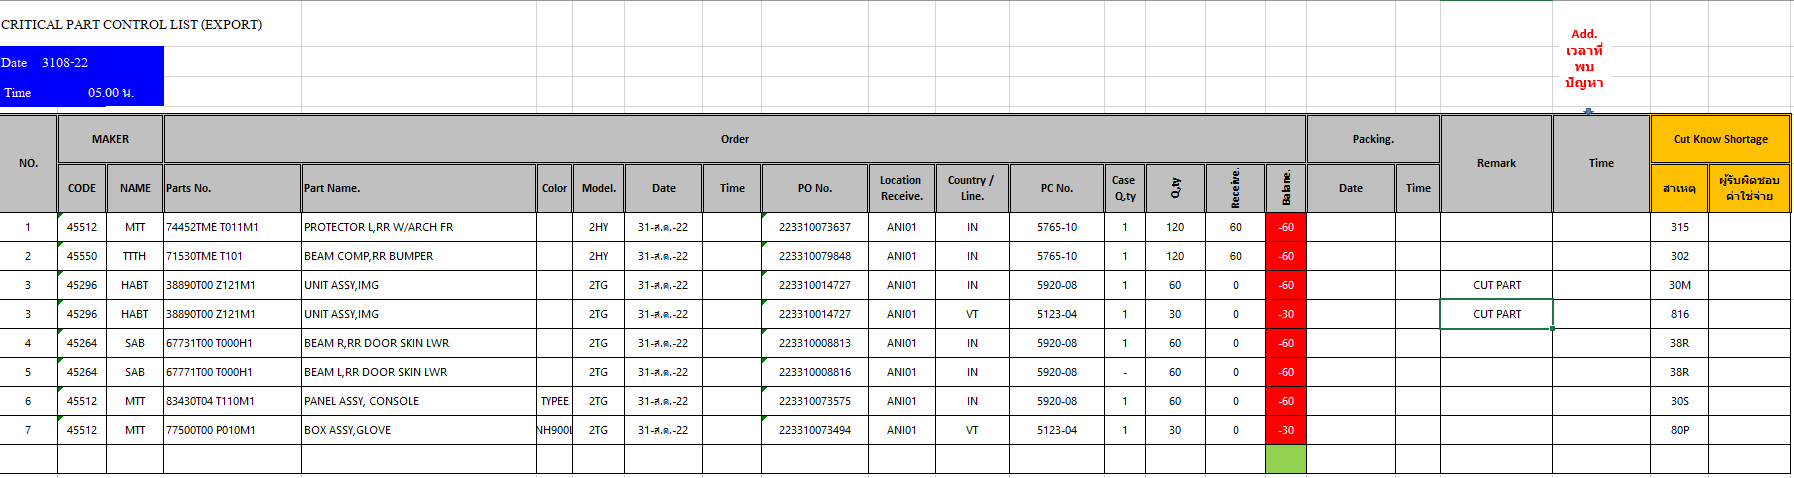 CRITICAL PART CONTROL LIST (EXPORT)
Add.
เวลาที่
พบ
ปัญหา
Date 3108-22
Time 05.00 น.
NO. MAKER Order Packing. Remark Time Cut Know Shortage
CODE NAME Parts No. Part Name. Color Model. Date Time PO No. Location Receive. Country / Line. PC No. Case Q,ty Q,ty Receive. Balane. Date Time สาเหตุ ผู้รับผิดชอบ ค่าใช้จ่าย
1 45512 MTT 74452TME T011M1 PROTECTOR L,RR W/ARCH FR 2HY 31-ส.ค.-22 223310073637 ANI01 IN 5765-10 1 120 60 -60 315
2 45550 TTTH 71530TME T101 BEAM COMP,RR BUMPER 2HY 31-ส.ค.-22 223310079848 ANI01 IN 5765-10 1 120 60 -60 302
3 45296 HABT 38890T00 Z121M1 UNIT ASSY,IMG 2TG 31-ส.ค.-22 223310014727 ANI01 IN 5920-08 1 60 0 -60 CUT PART 30M
3 45296 HABT 38890T00 Z121M1 UNIT ASSY,IMG 2TG 31-ส.ค.-22 223310014727 ANI01 VT 5123-04 1 30 0 -30 CUT PART 816
4 45264 SAB 67731T00 T000H1 BEAM R,RR DOOR SKIN LWR 2TG 31-ส.ค.-22 223310008813 ANI01 IN 5920-08 1 60 0 -60 38R
5 45264 SAB 67771T00 T000H1 BEAM L,RR DOOR SKIN LWR 2TG 31-ส.ค.-22 223310008816 ANI01 IN 5920-08 - 60 0 -60 38R
6 45512 MTT 83430T04 T110M1 PANEL ASSY, CONSOLE TYPEE 2TG 31-ส.ค.-22 223310073575 ANI01 IN 5920-08 1 60 0 -60 30S
7 45512 MTT 77500T00 P010M1 BOX ASSY,GLOVE NH900L 2TG 31-ส.ค.-22 223310073494 ANI01 VT 5123-04 1 30 0 -30 80P